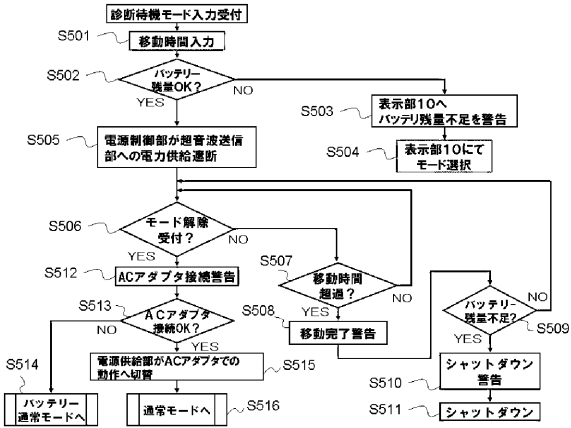 診断待機モード入力受付
S501
移動時間入力
S502
バッテリー
残量OK?
YES
NO
S503
表示部10へ
バッテリ残量不足を警告
S504
表示部10にて
モード選択
S505
電源制御部が超音波送信
部への電力供給遮断
S506
モード解除
受付?
YES
NO
S507
移動時間
超過?
YES
NO
S508
移動完了警告
バッテリー
残量不足?
YES
NO
S509
S510
シャットダウン
警告
S511
シャットダウン
S512
ACアダプタ接続警告
S513
ACアダプタ
接続OK?
NO
YES
電源供給部がACアダプタでの
動作へ切替
S515
S514
バッテリー
通常モードへ
通常モードへ
S516